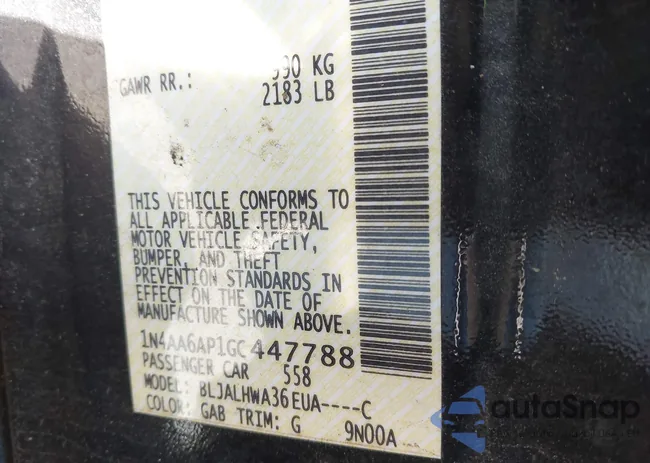 GAWR RR.: 990 KG
2183 LB
THIS VEHICLE CONFORMS TO
ALL APPLICABLE FEDERAL
MOTOR VEHICLE SAFETY,
BUMPER, AND THEFT
PREVENTION STANDARDS IN
EFFECT ON THE DATE OF
MANUFACTURE SHOWN ABOVE.
1N4AA6AP1GC447788
PASSENGER CAR 558
MODEL: BLJALHWA36EUA----C
COLOR: GAB TRIM: G 9N00A
autoSnap